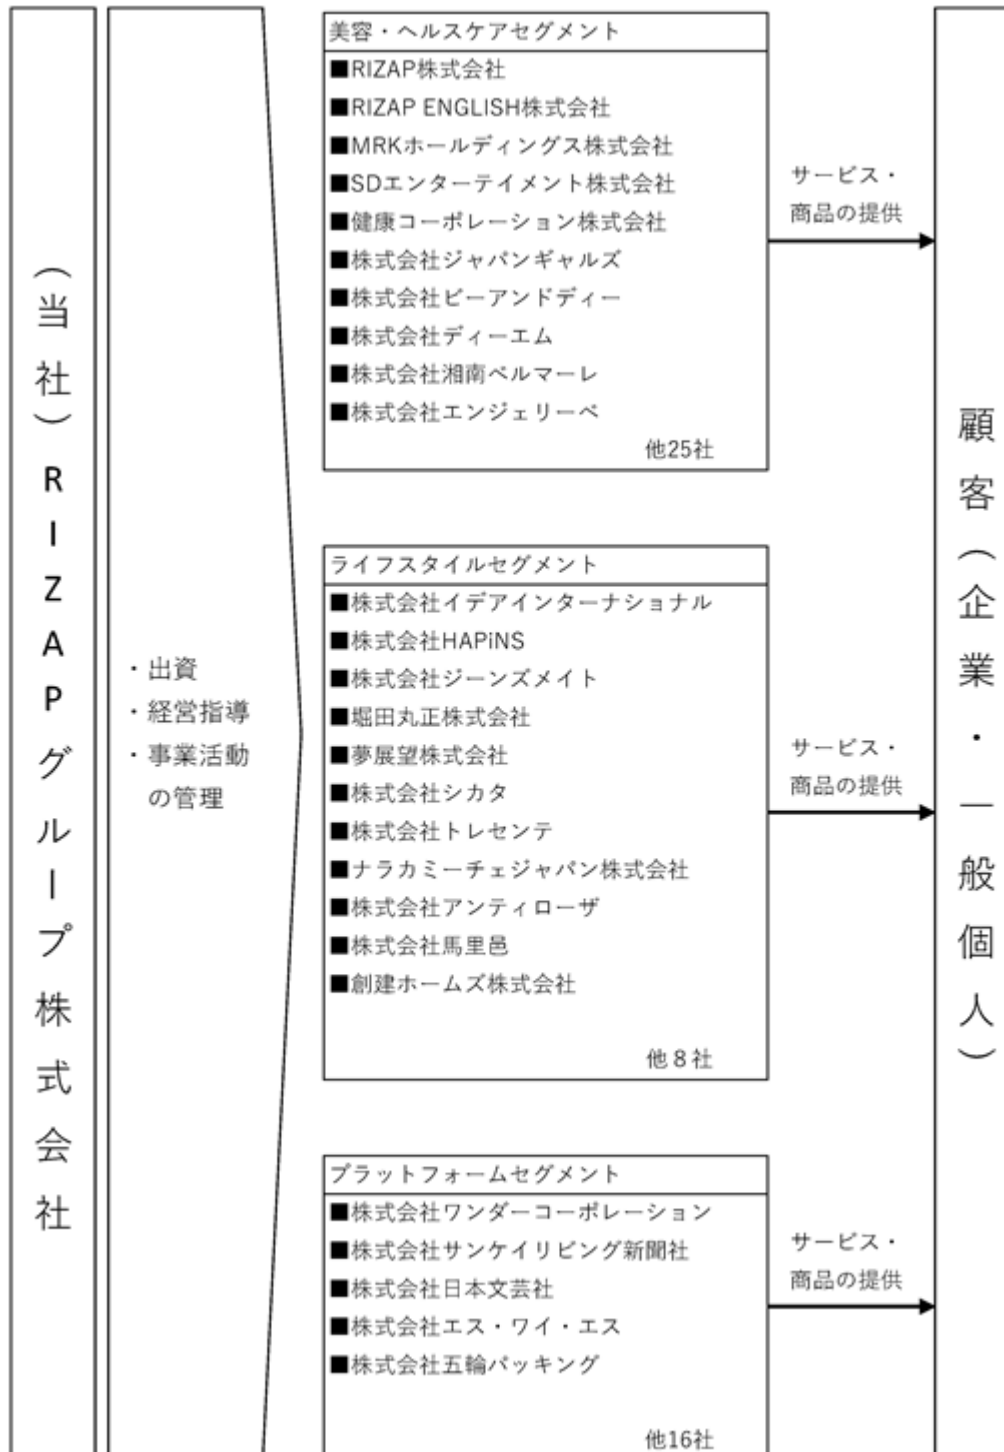 (当社)RIZAPグループ株式会社
・出資
・経営指導
・事業活動
の管理
美容・ヘルスケアセグメント
■RIZAP株式会社
■RIZAP ENGLISH株式会社
■MRKホールディングス株式会社
■SDエンターテイメント株式会社
■健康コーポレーション株式会社
■株式会社ジャパンギャルズ
■株式会社ビーアンドディー
■株式会社ディーエム
■株式会社湘南ベルマーレ
■株式会社エンジェリーベ
他25社
サービス・
商品の提供
ライフスタイルセグメント
■株式会社イデアインターナショナル
■株式会社HAPiNS
■株式会社ジーンズメイト
■堀田丸正株式会社
■夢展望株式会社
■株式会社シカタ
■株式会社トレセンテ
■ナラカミーチェジャパン株式会社
■株式会社アンティローザ
■株式会社馬里邑
■創建ホームズ株式会社
他8社
サービス・
商品の提供
プラットフォームセグメント
■株式会社ワンダーコーポレーション
■株式会社サンケイリビング新聞社
■株式会社日本文芸社
■株式会社エス・ワイ・エス
■株式会社五輪パッキング
他16社
サービス・
商品の提供
顧客(企業・一般個人)